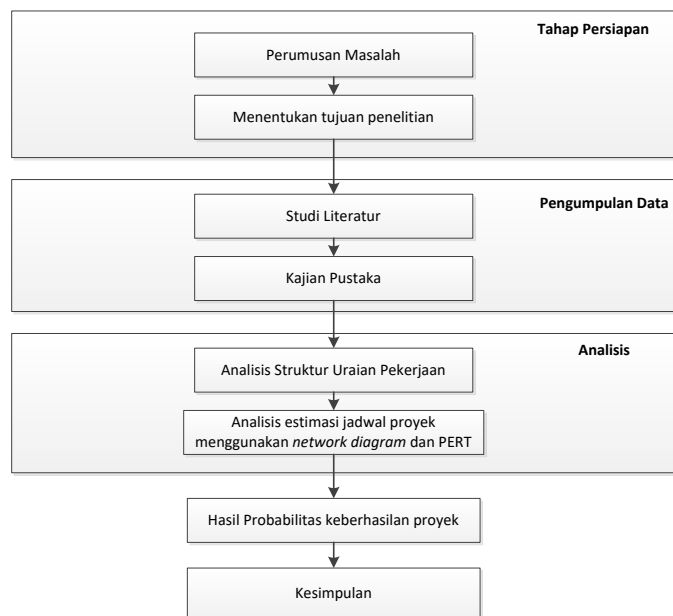 Tahap Persiapan
Perumusan Masalah
Menentukan tujuan penelitian
Pengumpulan Data
Studi Literatur
Kajian Pustaka
Analisis
Analisis Struktur Uraian Pekerjaan
Analisis estimasi jadwal proyek
menggunakan network diagram dan PERT
Hasil Probabilitas keberhasilan proyek
Kesimpulan